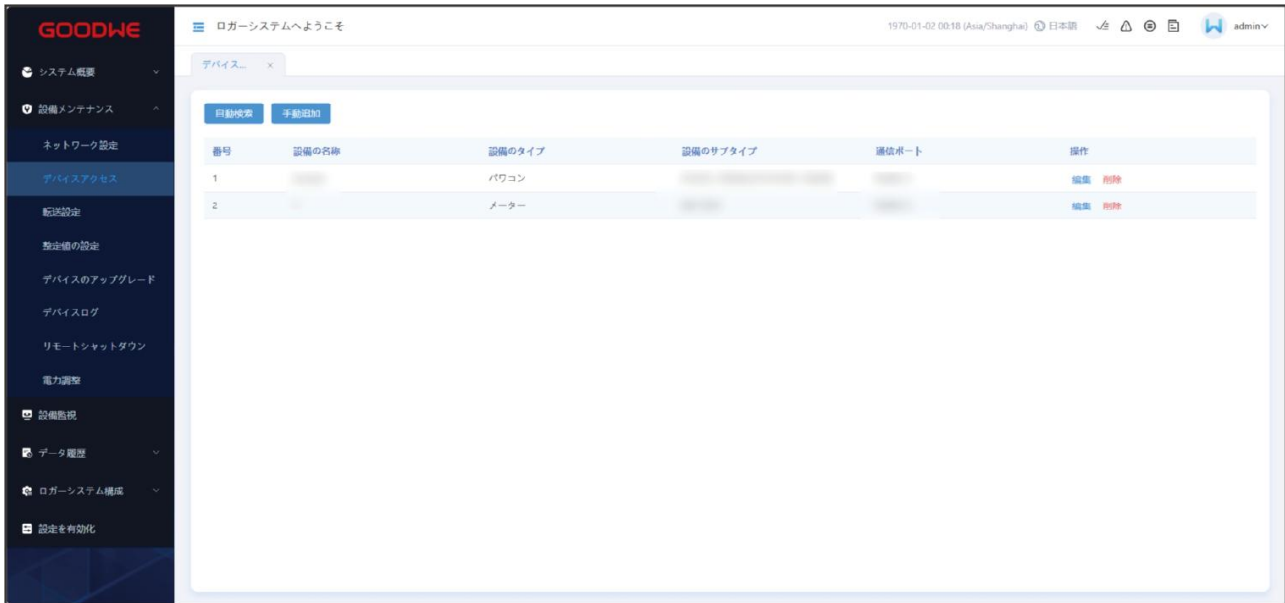 GOODWE
ロガーシステムへようこそ
1970-01-02 00:18 (Asia/Shanghai) 日本語 admin
システム概要
設備メンテナンス
ネットワーク設定
デバイスアクセス
転送設定
整定値の設定
デバイスのアップグレード
デバイスログ
リモートシャットダウン
電力調整
設備監視
データ履歴
ロガーシステム構成
設定を有効化
デバイス... ×
自動検索 手動追加
番号 設備の名称 設備のタイプ 設備のサブタイプ 通信ポート 操作
1 パワコン 編集 削除
2 メーター 編集 削除